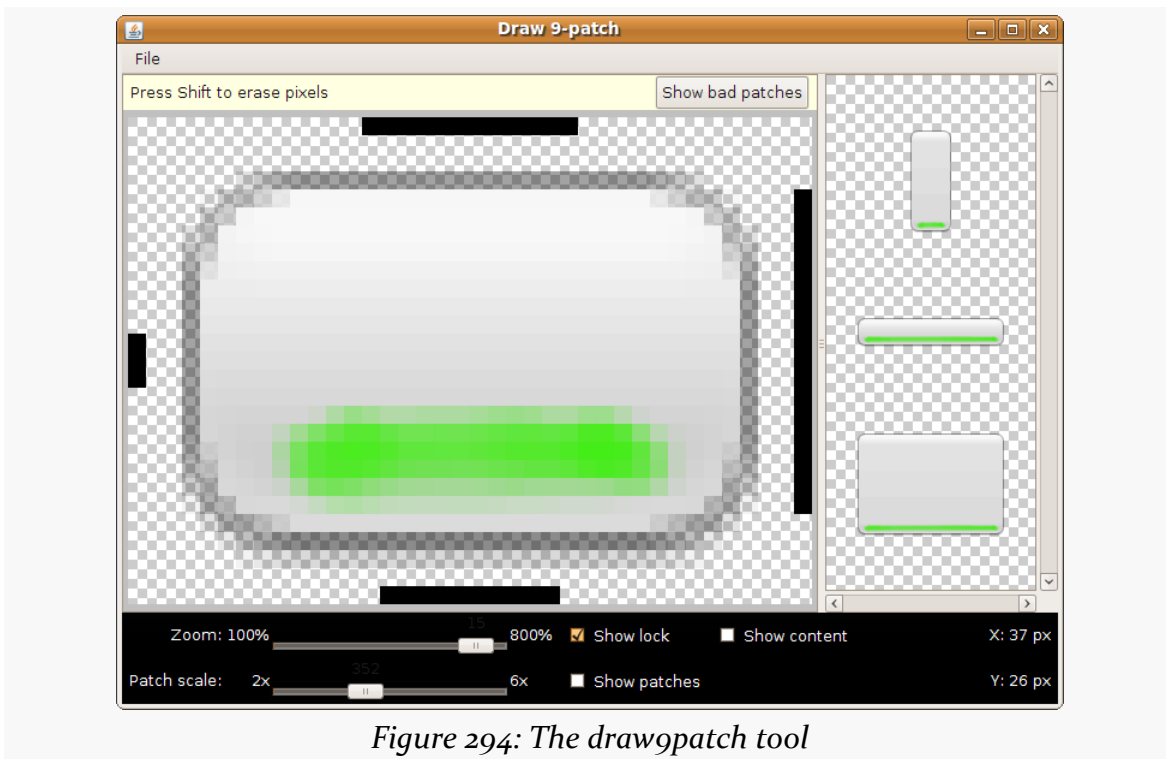 Draw 9-patch
File
Press Shift to erase pixels
Show bad patches
15
Zoom: 100%
800%
Show lock
Show content
X: 37 px
352
Patch scale: 2x
6x
Show patches
Y: 26 px
Figure 294: The draw9patch tool